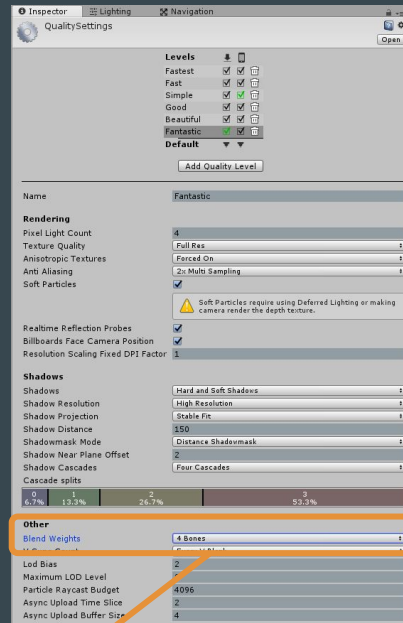 Inspector Lighting Navigation
QualitySettings
Open
Levels
Fastest
Fast
Simple
Good
Beautiful
Fantastic
Default
Add Quality Level
Name Fantastic
Rendering
Pixel Light Count 4
Texture Quality Full Res
Anisotropic Textures Forced On
Anti Aliasing 2x Multi Sampling
Soft Particles
Soft Particles require using Deferred Lighting or making
camera render the depth texture.
Realtime Reflection Probes
Billboards Face Camera Position
Resolution Scaling Fixed DPI Factor 1
Shadows
Shadows Hard and Soft Shadows
Shadow Resolution High Resolution
Shadow Projection Stable Fit
Shadow Distance 150
Shadowmask Mode Distance Shadowmask
Shadow Near Plane Offset 2
Shadow Cascades Four Cascades
Cascade splits
0 1 2 3
6.7% 13.3% 26.7% 53.3%
Other
Blend Weights 4 Bones
Lod Bias 2
Maximum LOD Level
Particle Raycast Budget 4096
Async Upload Time Slice 2
Async Upload Buffer Size 4